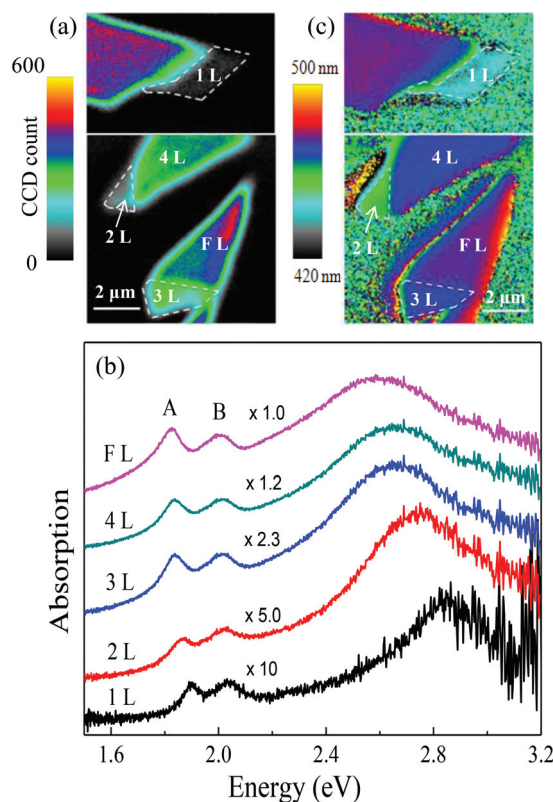 (a)
(c)
600
CCD count
0
1 L
4 L
2 L
F L
3 L
2 μm
500 nm
420 nm
1 L
4 L
2 L
F L
3 L
2 μm
(b)
A
B
x 1.0
F L
x 1.2
4 L
x 2.3
3 L
x 5.0
2 L
x 10
1 L
Absorption
1.6
2.0
2.4
2.8
3.2
Energy (eV)